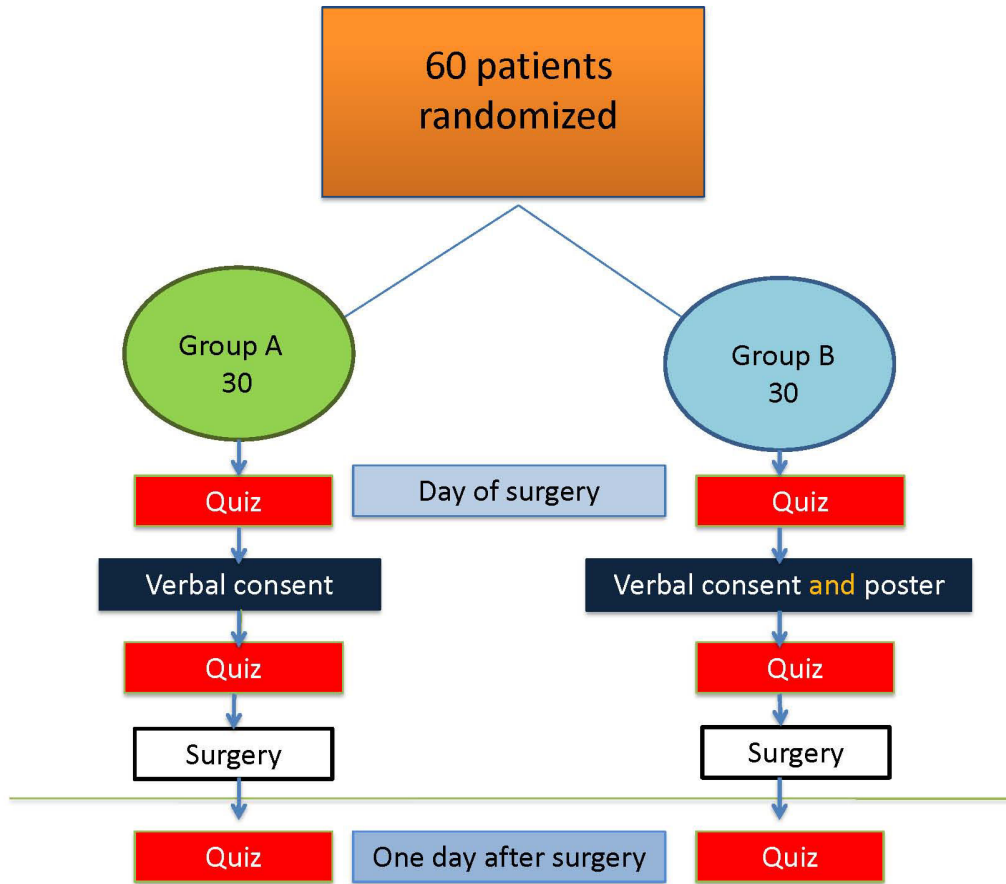 60 patients
randomized
Group A
30
Group B
30
Quiz
Day of surgery
Quiz
Verbal consent
Verbal consent and poster
Quiz
Quiz
Surgery
Surgery
Quiz
One day after surgery
Quiz